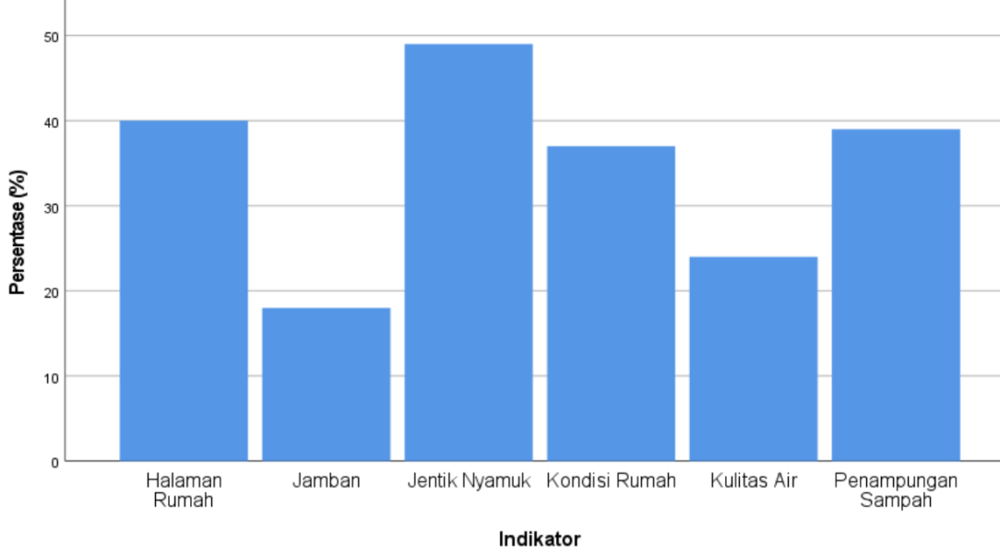 Persentase (%)
50
40
30
20
10
0
Halaman
Rumah
Jamban
Jentik Nyamuk
Kondisi Rumah
Kulitas Air
Penampungan
Sampah
Indikator